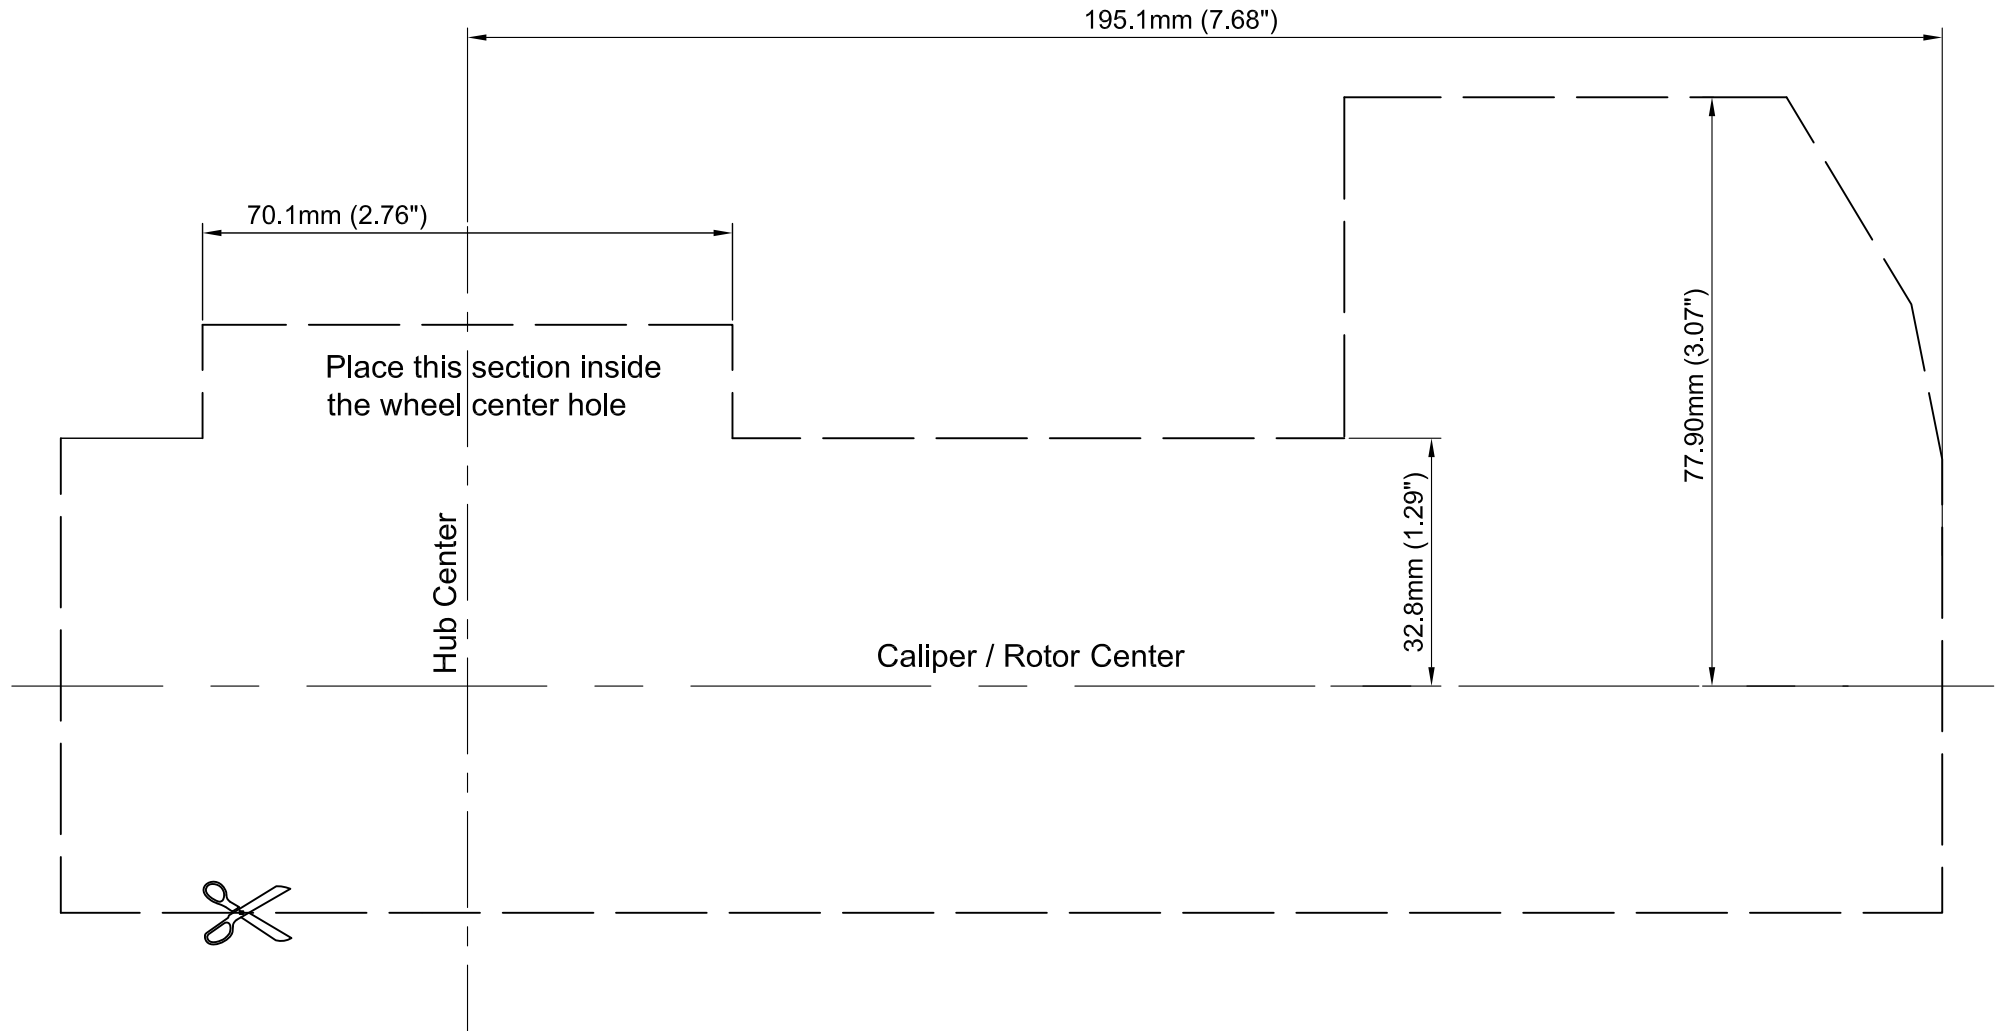 195.1mm (7.68")
70.1mm (2.76")
Place this section inside
the wheel center hole
77.90mm (3.07")
32.8mm (1.29")
Hub Center
Caliper / Rotor Center